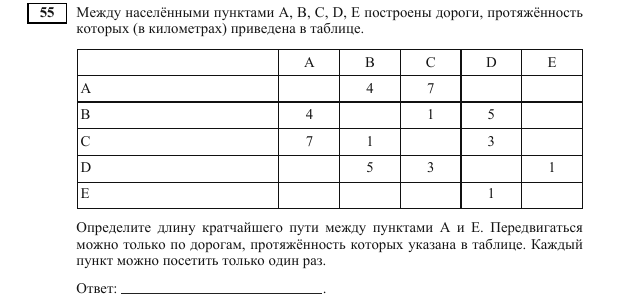 55 Между населёнными пунктами A, B, C, D, E построены дороги, протяжённость
которых (в километрах) приведена в таблице.
A B C D E
A 4 7
B 4 1 5
C 7 1 3
D 5 3 1
E 1
Определите длину кратчайшего пути между пунктами A и E. Передвигаться
можно только по дорогам, протяжённость которых указана в таблице. Каждый
пункт можно посетить только один раз.
Ответ: ________________________.